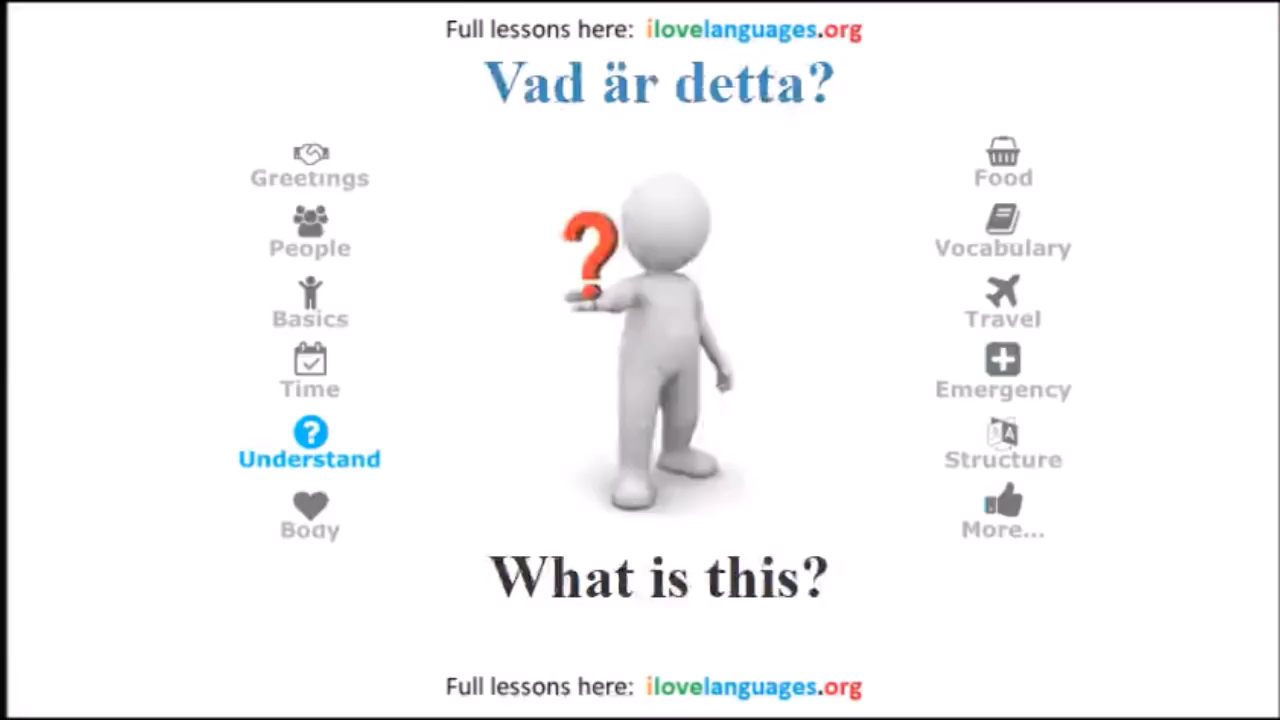 Full lessons here: ilovelanguages.org
Vad är detta?
Greetings
People
Basics
Time
Understand
Body
Food
Vocabulary
Travel
Emergency
Structure
More...
What is this?
Full lessons here: ilovelanguages.org